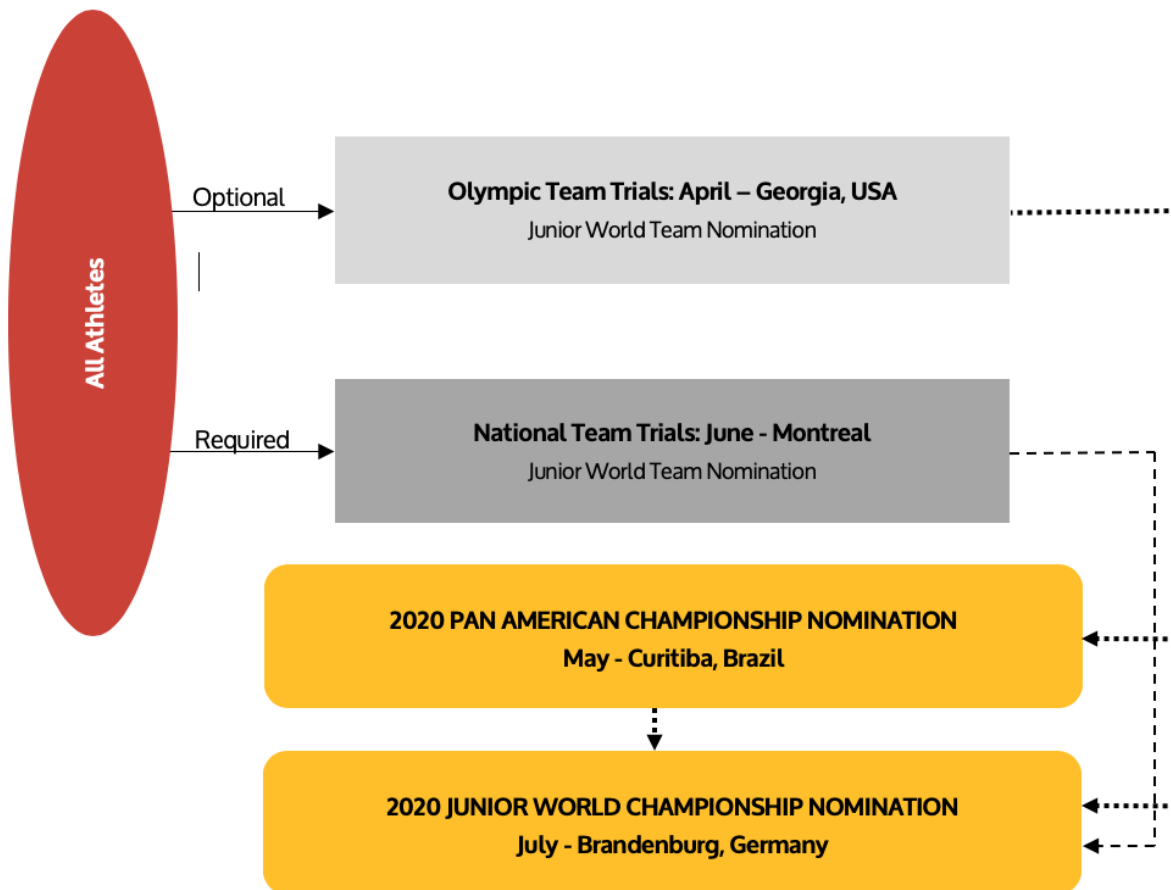 All Athletes
Optional
Olympic Team Trials: April – Georgia, USA
Junior World Team Nomination
Required
National Team Trials: June - Montreal
Junior World Team Nomination
2020 PAN AMERICAN CHAMPIONSHIP NOMINATION
May - Curitiba, Brazil
2020 JUNIOR WORLD CHAMPIONSHIP NOMINATION
July - Brandenburg, Germany